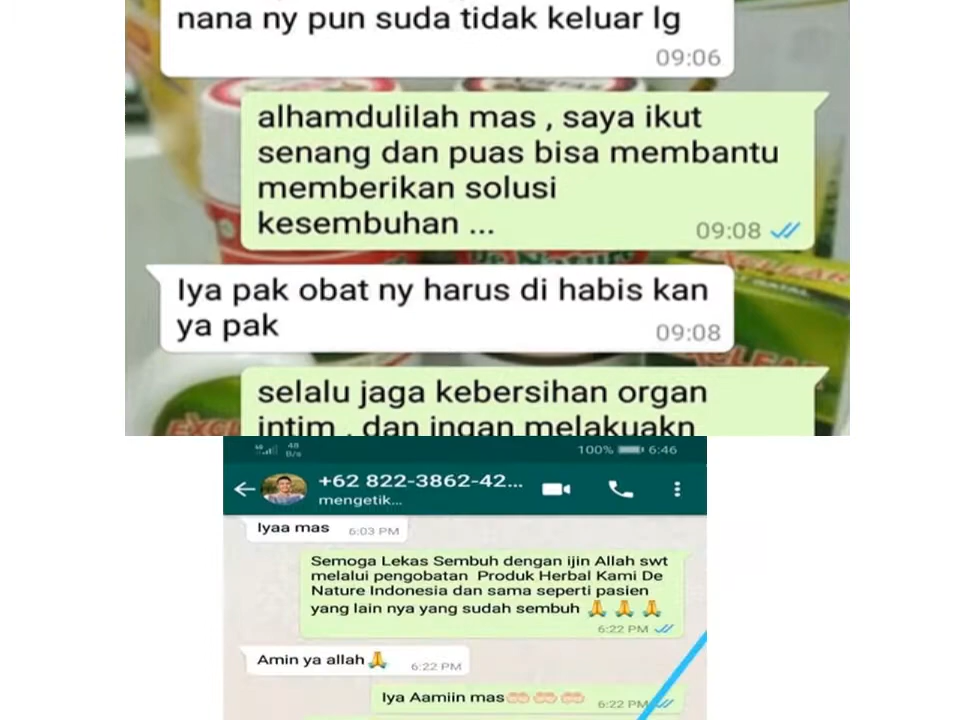 nana ny pun suda tidak keluar lg
09:06
alhamdulilah mas , saya ikut
senang dan puas bisa membantu
memberikan solusi
kesembuhan ...
09:08
De Nature
Iya pak obat ny harus di habis kan
ya pak
09:08
selalu jaga kebersihan organ
intim , dan ingan melakuakn
48
B/s
100% 6:46
+62 822-3862-42...
mengetik...
Iyaa mas
6:03 PM
Semoga Lekas Sembuh dengan ijin Allah swt
melalui pengobatan Produk Herbal Kami De
Nature Indonesia dan sama seperti pasien
yang lain nya yang sudah sembuh 🙏 🙏 🙏
6:22 PM
Amin ya allah🙏
6:22 PM
Iya Aamiin mas🤲🤲🤲
6:22 PM